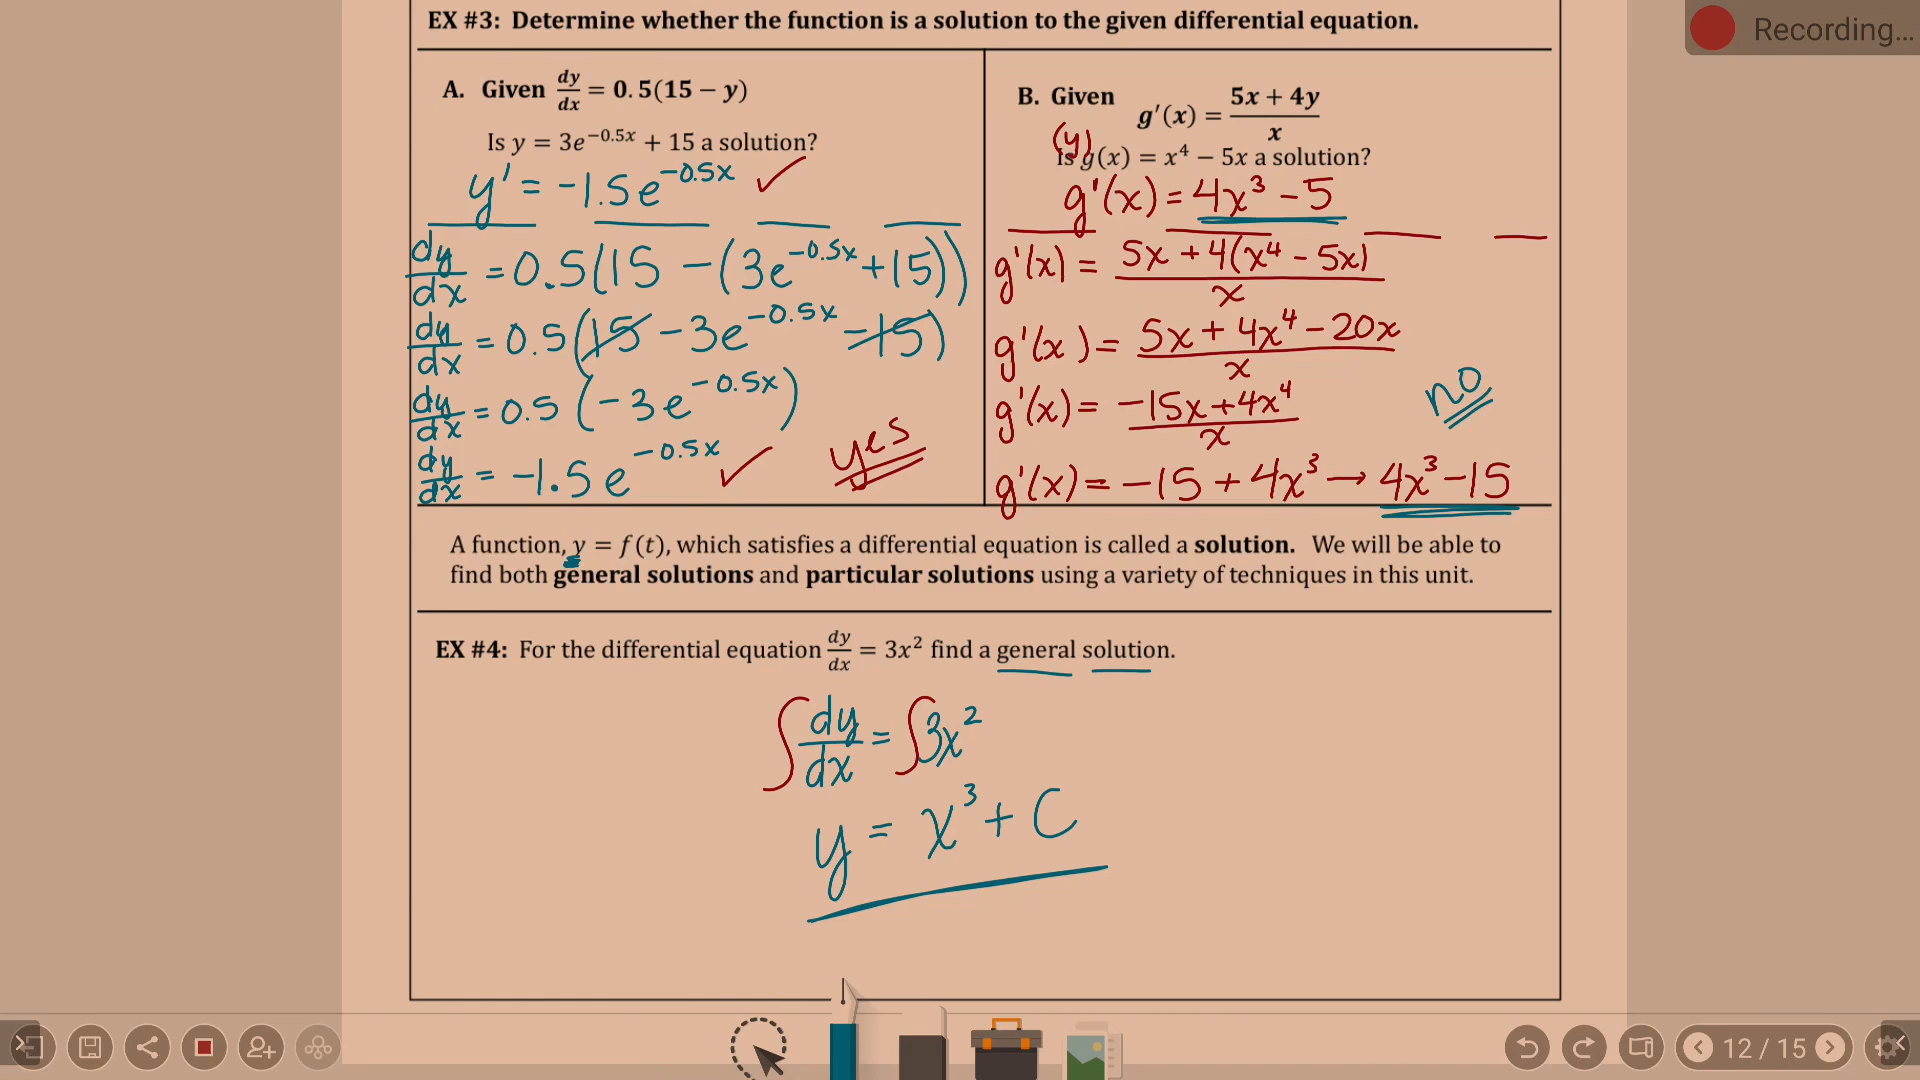 Recording...
EX #3: Determine whether the function is a solution to the given differential equation.
A. Given dy/dx = 0.5(15 − y)
Is y = 3e^−0.5x + 15 a solution?
y' = -1.5e^-0.5x ✓
dy/dx = 0.5(15 - (3e^-0.5x + 15))
dy/dx = 0.5(15 - 3e^-0.5x - 15)
dy/dx = 0.5(-3e^-0.5x)
dy/dx = -1.5e^-0.5x ✓
yes
B. Given g′(x) = (5x + 4y)/x
(y)
Is g(x) = x⁴ − 5x a solution?
g'(x) = 4x³ - 5
g'(x) = (5x + 4(x⁴ - 5x))/x
g'(x) = (5x + 4x⁴ - 20x)/x
g'(x) = (-15x + 4x⁴)/x
no
g'(x) = -15 + 4x³ → 4x³ - 15
A function, y = f(t), which satisfies a differential equation is called a solution. We will be able to
find both general solutions and particular solutions using a variety of techniques in this unit.
EX #4: For the differential equation dy/dx = 3x² find a general solution.
∫ dy/dx = ∫ 3x²
y = x³ + C
12 / 15